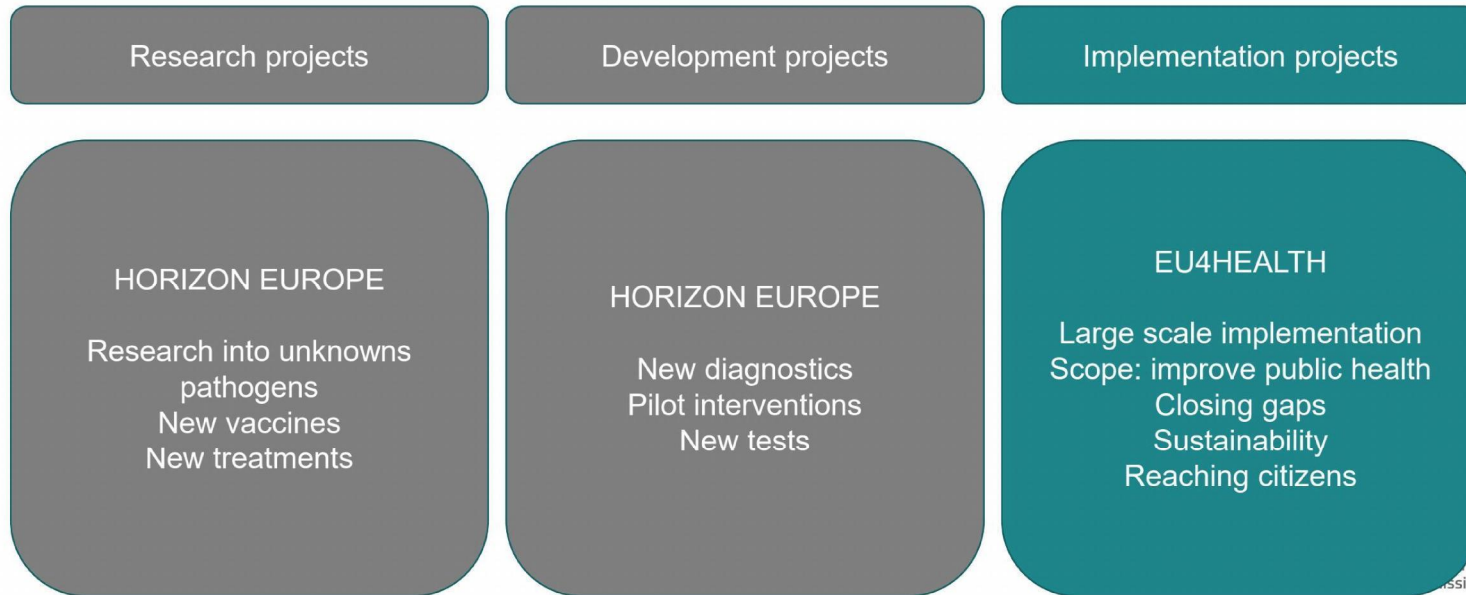 Research projects
Development projects
Implementation projects
HORIZON EUROPE
Research into unknowns
pathogens
New vaccines
New treatments
HORIZON EUROPE
New diagnostics
Pilot interventions
New tests
EU4HEALTH
Large scale implementation
Scope: improve public health
Closing gaps
Sustainability
Reaching citizens